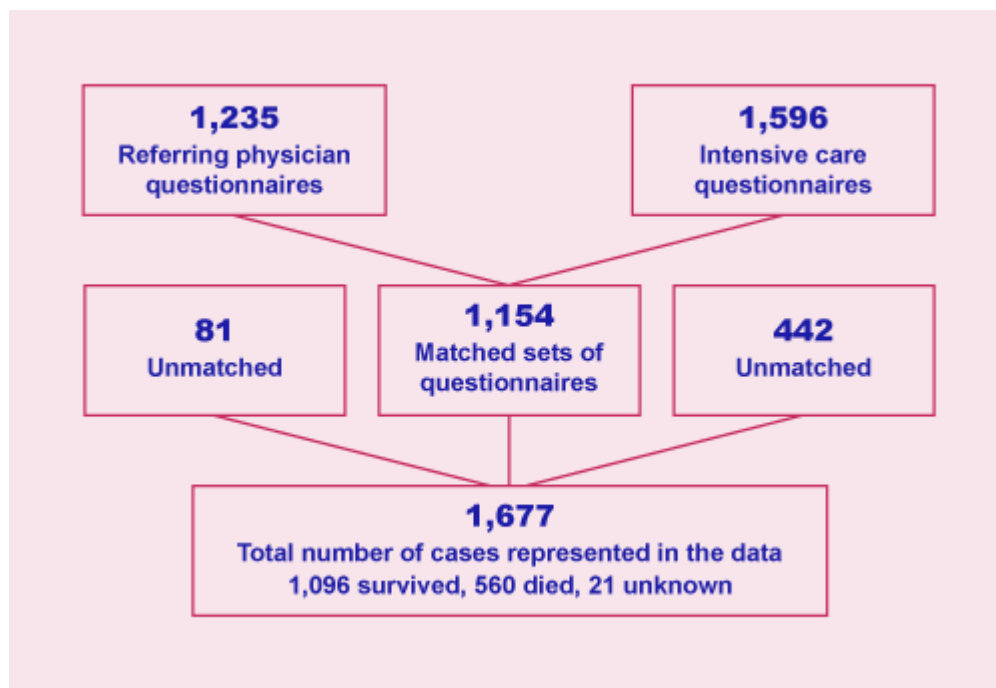 1,235
Referring physician
questionnaires
1,596
Intensive care
questionnaires
81
Unmatched
1,154
Matched sets of
questionnaires
442
Unmatched
1,677
Total number of cases represented in the data
1,096 survived, 560 died, 21 unknown